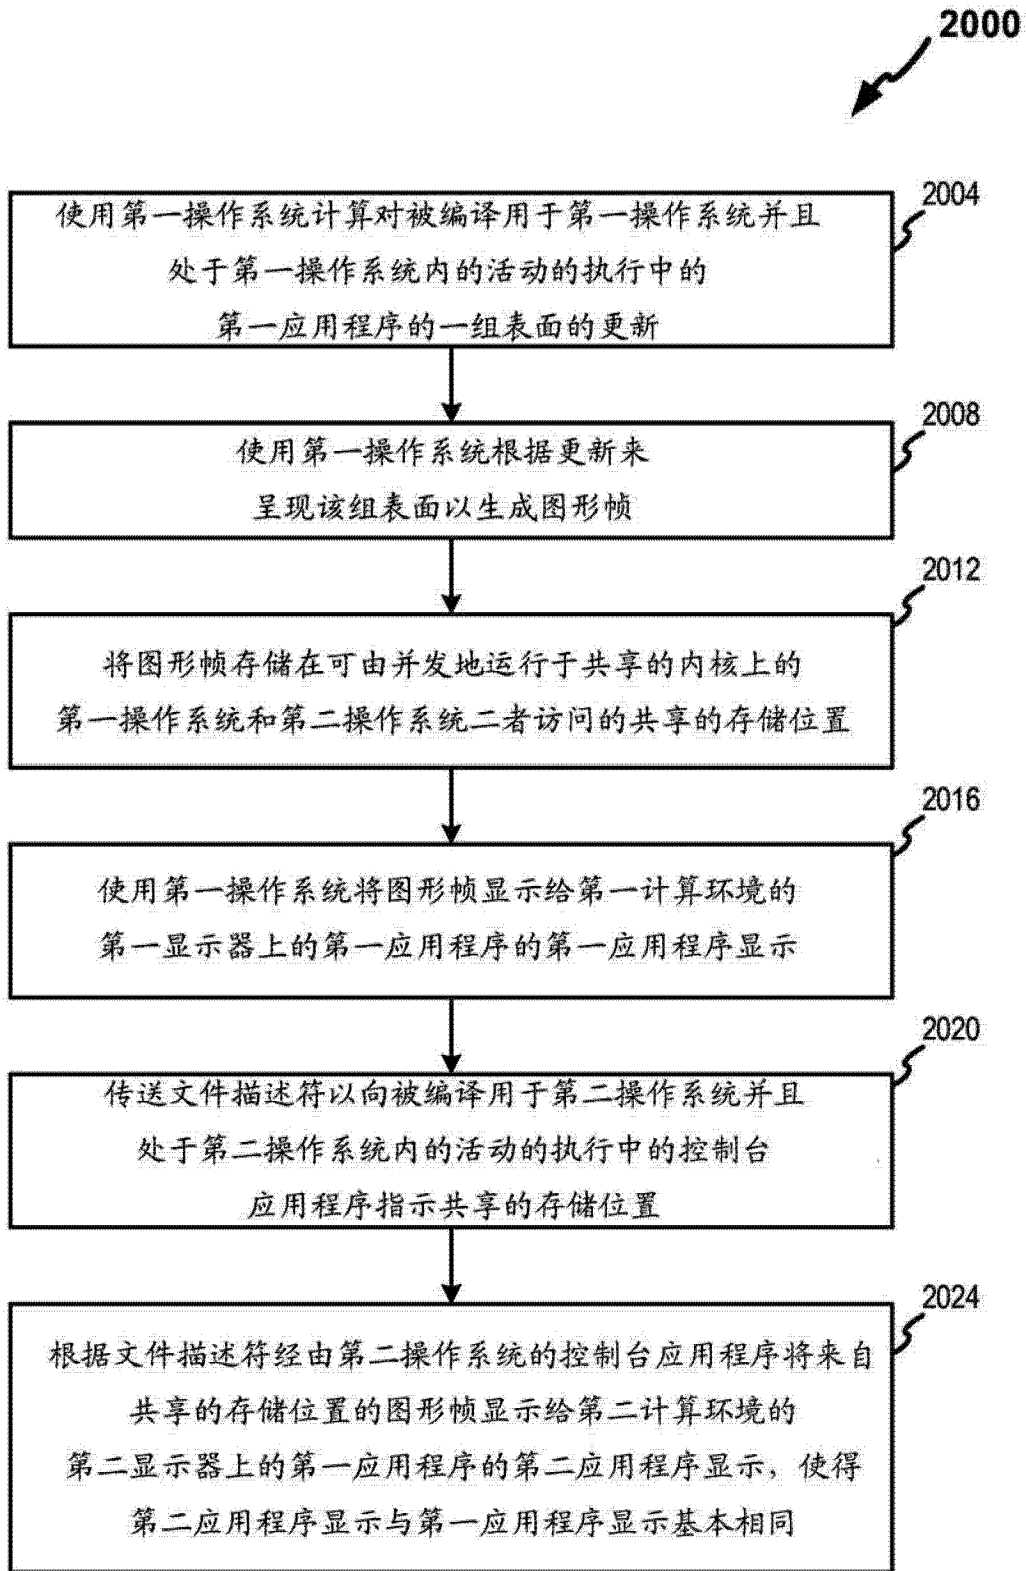 2000
2004
使用第一操作系统计算对被编译用于第一操作系统并且
处于第一操作系统内的活动的执行中的
第一应用程序的一组表面的更新
2008
使用第一操作系统根据更新来
呈现该组表面以生成图形帧
2012
将图形帧存储在可由并发地运行于共享的内核上的
第一操作系统和第二操作系统二者访问的共享的存储位置
2016
使用第一操作系统将图形帧显示给第一计算环境的
第一显示器上的第一应用程序的第一应用程序显示
2020
传送文件描述符以向被编译用于第二操作系统并且
处于第二操作系统内的活动的执行中的控制台
应用程序指示共享的存储位置
2024
根据文件描述符经由第二操作系统的控制台应用程序将来自
共享的存储位置的图形帧显示给第二计算环境的
第二显示器上的第一应用程序的第二应用程序显示，使得
第二应用程序显示与第一应用程序显示基本相同